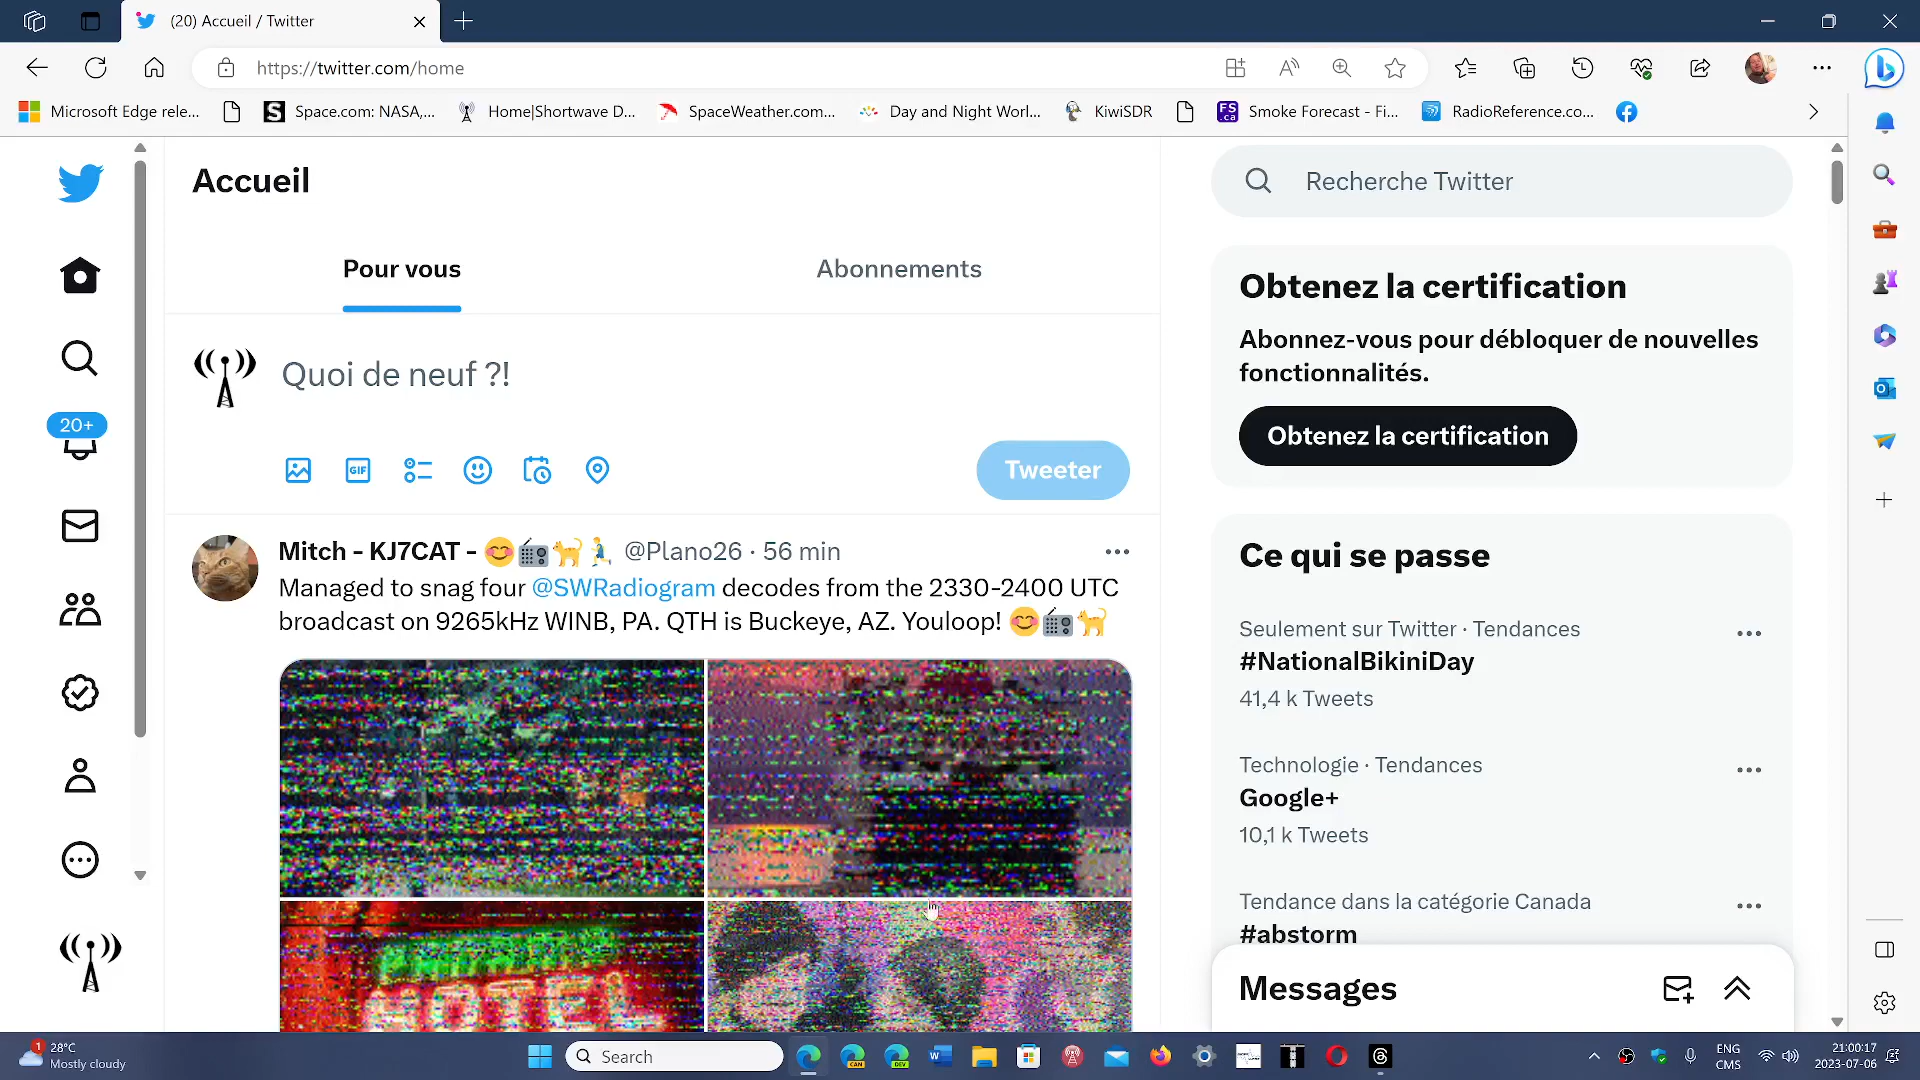 (20) Accueil / Twitter
https://twitter.com/home
Microsoft Edge rele...
Space.com: NASA,...
Home|Shortwave D...
SpaceWeather.com...
Day and Night Worl...
KiwiSDR
Smoke Forecast - Fi...
RadioReference.co...
Accueil
Pour vous
Abonnements
Quoi de neuf ?!
GIF
Tweeter
20+
Mitch - KJ7CAT - 😊📻🐈🏃 @Plano26 · 56 min
Managed to snag four @SWRadiogram decodes from the 2330-2400 UTC
broadcast on 9265kHz WINB, PA. QTH is Buckeye, AZ. Youloop! 😊📻🐈
HOTEL
Recherche Twitter
Obtenez la certification
Abonnez-vous pour débloquer de nouvelles
fonctionnalités.
Obtenez la certification
Ce qui se passe
Seulement sur Twitter · Tendances
#NationalBikiniDay
41,4 k Tweets
Technologie · Tendances
Google+
10,1 k Tweets
Tendance dans la catégorie Canada
#abstorm
Messages
1
28°C
Mostly cloudy
Search
CAN
DEV
ENG
CMS
21:00:17
2023-07-06